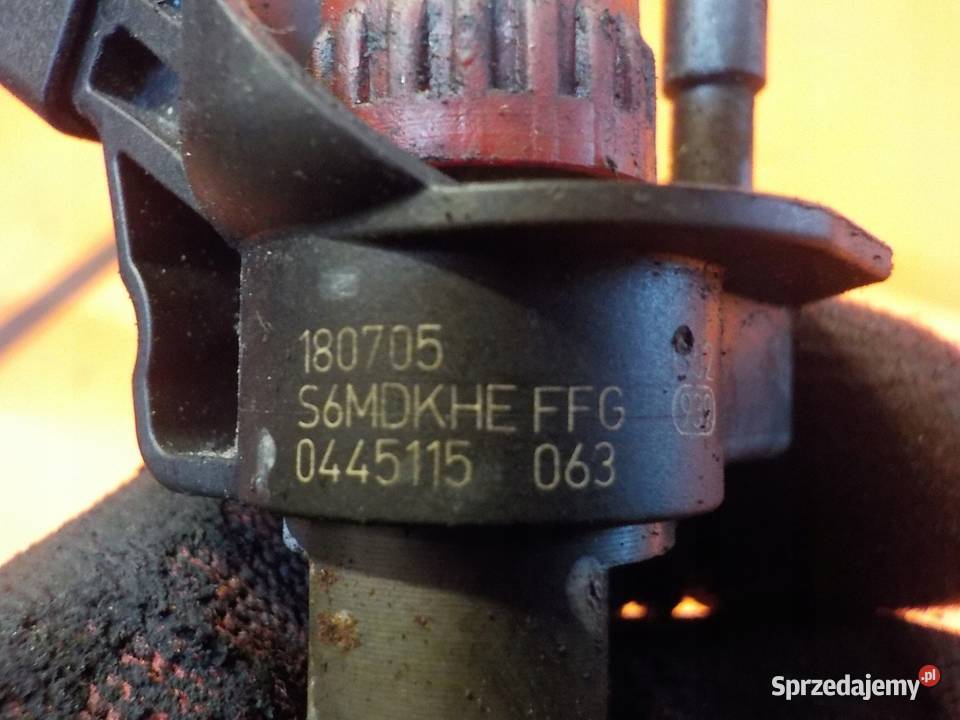 180705
S6MDKHE FFG
0445115 063
Sprzedajemy.pl